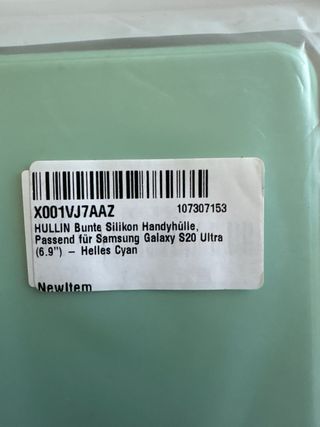 X001VJ7AAZ 107307153
HULLIN Bunte Silikon Handyhülle,
Passend für Samsung Galaxy S20 Ultra
(6.9") – Helles Cyan
NewItem